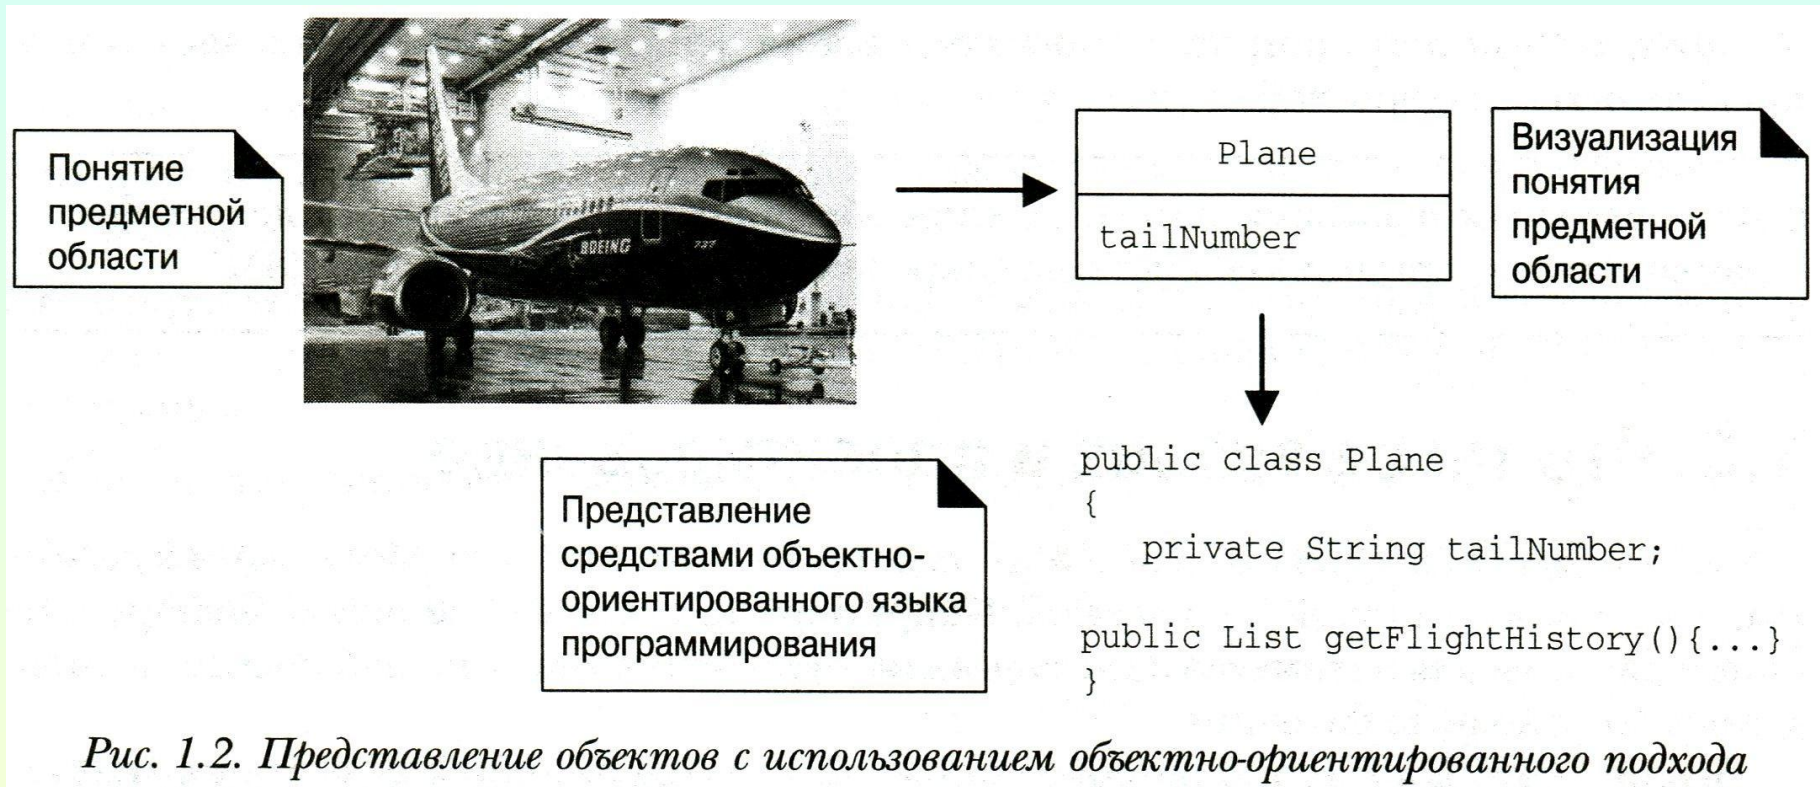 Понятие
предметной
области
BOEING
737
Plane
tailNumber
Визуализация
понятия
предметной
области
Представление
средствами объектно-
ориентированного языка
программирования
public class Plane
{
private String tailNumber;
public List getFlightHistory(){...}
}
Рис. 1.2. Представление объектов с использованием объектно-ориентированного подхода